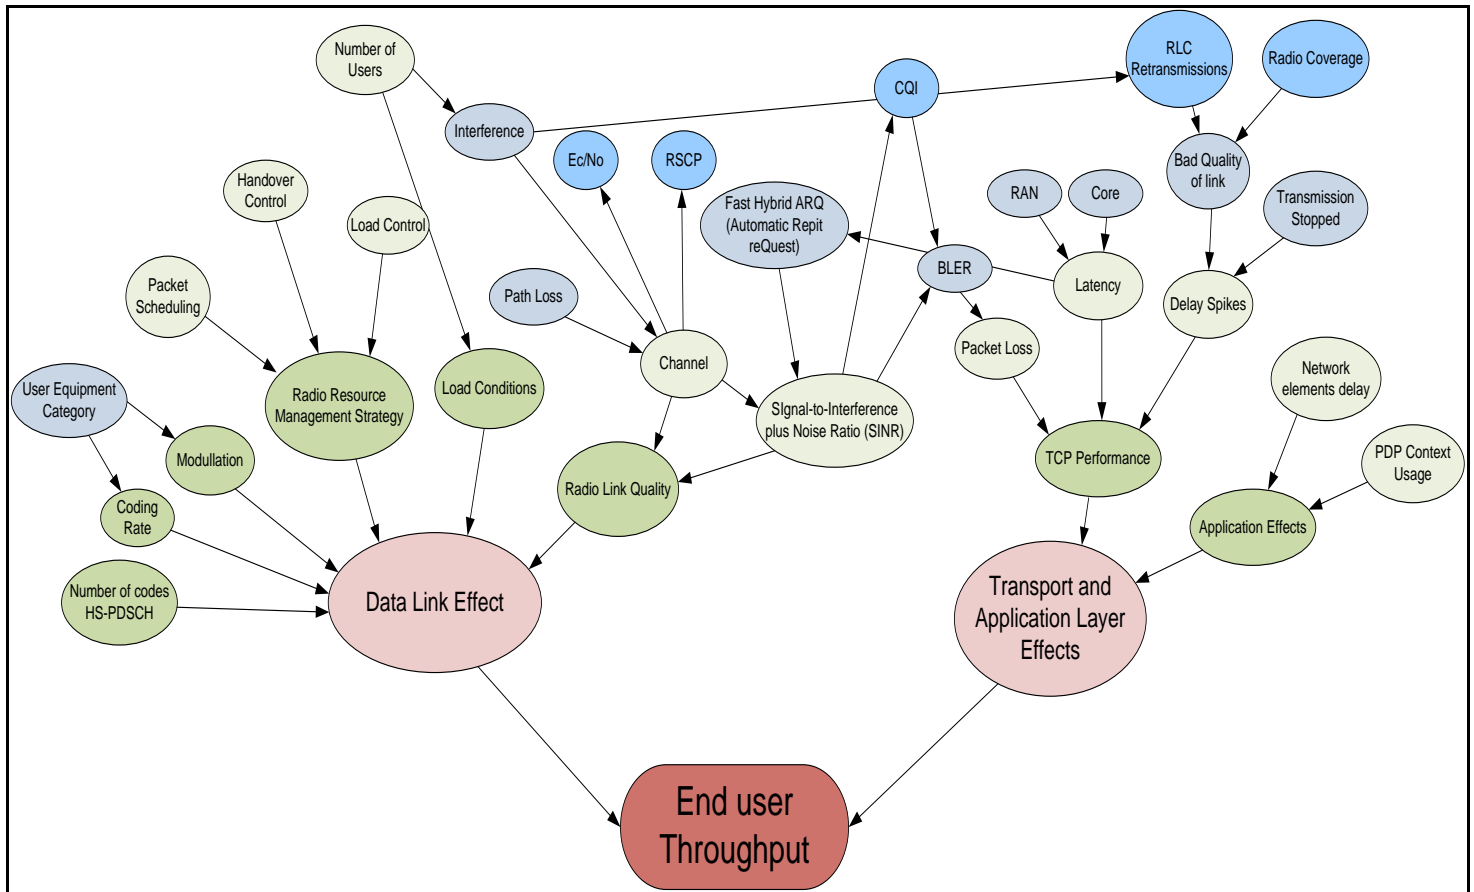 Number of
Users
RLC
Retransmissions
Radio Coverage
CQI
Interference
Ec/No
RSCP
Bad Quality
of link
Handover
Control
Fast Hybrid ARQ
(Automatic Repit
reQuest)
RAN
Core
Transmission
Stopped
Load Control
Packet
Scheduling
Path Loss
BLER
Latency
Delay Spikes
Channel
Packet Loss
Network
elements delay
User Equipment
Category
Radio Resource
Management Strategy
Load Conditions
SIgnal-to-Interference
plus Noise Ratio (SINR)
Modullation
Radio Link Quality
TCP Performance
PDP Context
Usage
Coding
Rate
Application Effects
Number of codes
HS-PDSCH
Data Link Effect
Transport and
Application Layer
Effects
End user
Throughput